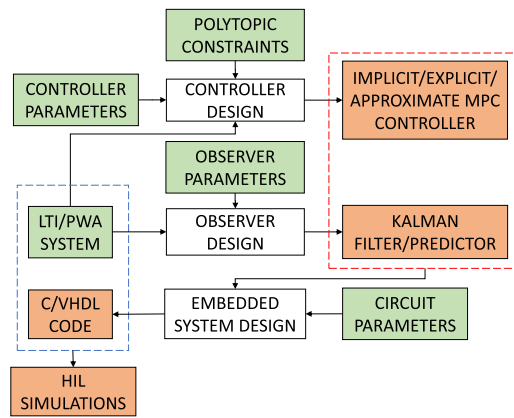 POLYTOPIC
CONSTRAINTS
CONTROLLER
PARAMETERS
CONTROLLER
DESIGN
IMPLICIT/EXPLICIT/
APPROXIMATE MPC
CONTROLLER
OBSERVER
PARAMETERS
LTI/PWA
SYSTEM
OBSERVER
DESIGN
KALMAN
FILTER/PREDICTOR
C/VHDL
CODE
EMBEDDED
SYSTEM DESIGN
CIRCUIT
PARAMETERS
HIL
SIMULATIONS